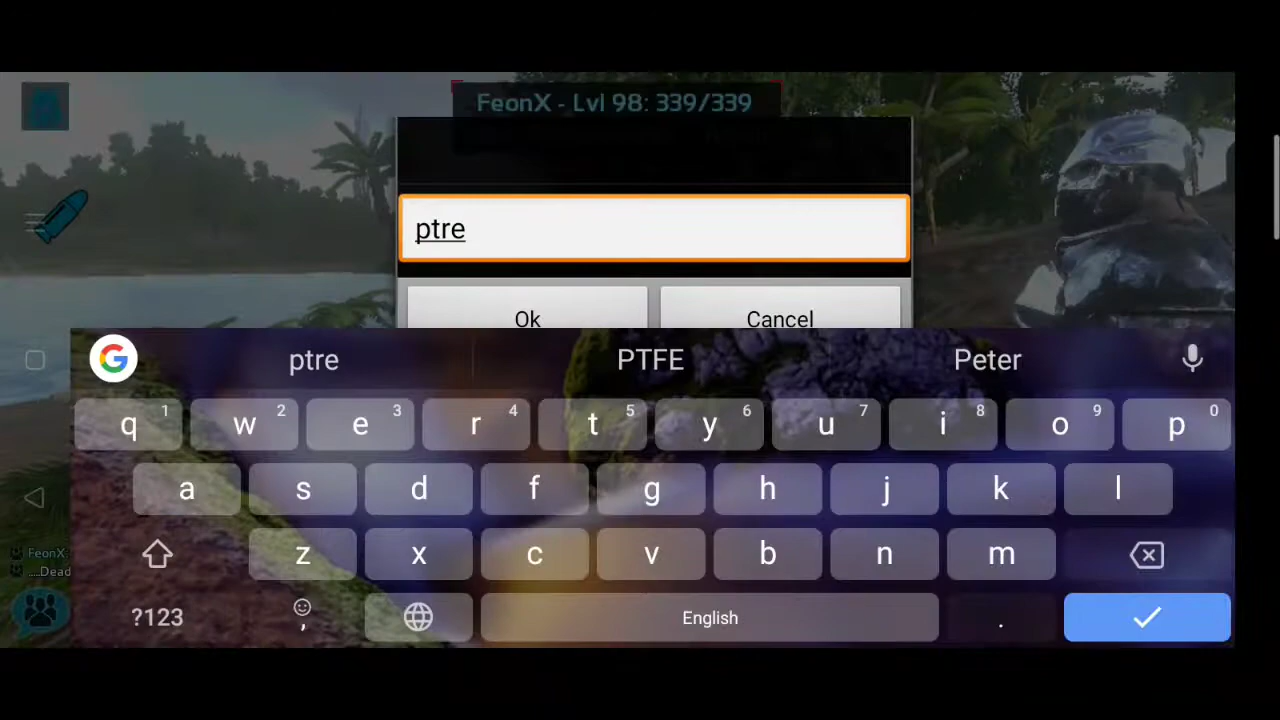 FeonX - Lvl 98: 339/339
ptre
Ok Cancel
ptre PTFE Peter
q 1 w 2 e 3 r 4 t 5 y 6 u 7 i 8 o 9 p 0
a s d f g h j k l
z x c v b n m
?123 , English .
FeonX
....Dead